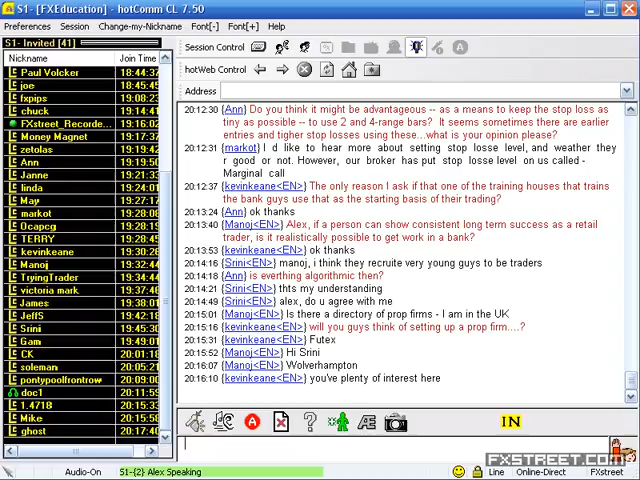 S1- [FXEducation] - hotComm CL 7.50
Preferences Session Change-my-Nickname Font[-] Font[+] Help
S1- Invited [41]
Nickname Join Time
Paul Volcker 18:44:37
joe 18:45:45
fxpips 19:08:23
chuck 19:14:41
FXstreet_Recorde... 19:16:02
Money Magnet 19:17:37
zetolas 19:19:42
Ann 19:19:50
Janne 19:21:33
linda 19:24:01
May 19:27:17
markot 19:28:08
Ocapcg 19:28:16
TERRY 19:28:39
kevinkeane 19:30:26
Manoj 19:32:44
TryingTrader 19:34:44
victoria mark 19:37:46
James 19:38:01
JeffS 19:42:18
Srini 19:45:30
Gam 19:49:01
CK 20:01:18
soleman 20:05:21
pontypoolfrontrow 20:09:00
doc1 20:11:59
1.4718 20:15:33
Mike 20:15:53
ghost 20:17:40
Session Control
hotWeb Control
Address
20:12:30 {Ann} Do you think it might be advantageous -- as a means to keep the stop loss as
tiny as possible -- to use 2 and 4-range bars? It seems sometimes there are earlier
entries and tigher stop losses using these...what is your opinion please?
20:12:31 {markot} I d like to hear more about setting stop losse level, and weather they
r good or not. However, our broker has put stop losse level on us called -
Marginal call
20:12:37 {kevinkeane<EN>} The only reason I ask if that one of the training houses that trains
the bank guys use that as the starting basis of their trading?
20:13:24 {Ann} ok thanks
20:13:40 {Manoj<EN>} Alex, if a person can show consistent long term success as a retail
trader, is it realistically possible to get work in a bank?
20:13:53 {kevinkeane<EN>} ok thanks
20:14:16 {Srini<EN>} manoj, i think they recruite very young guys to be traders
20:14:18 {Ann} is everthing algorithmic then?
20:14:21 {Srini<EN>} thts my understanding
20:14:49 {Srini<EN>} alex, do u agree with me
20:15:01 {Manoj<EN>} Is there a directory of prop firms - I am in the UK
20:15:16 {kevinkeane<EN>} will you guys think of setting up a prop firm....?
20:15:31 {kevinkeane<EN>} Futex
20:15:52 {Manoj<EN>} Hi Srini
20:16:07 {Manoj<EN>} Wolverhampton
20:16:10 {kevinkeane<EN>} you've plenty of interest here
IN
FXSTREET.COM
Audio-On S1-{2} Alex Speaking Line Online-Direct FXstreet